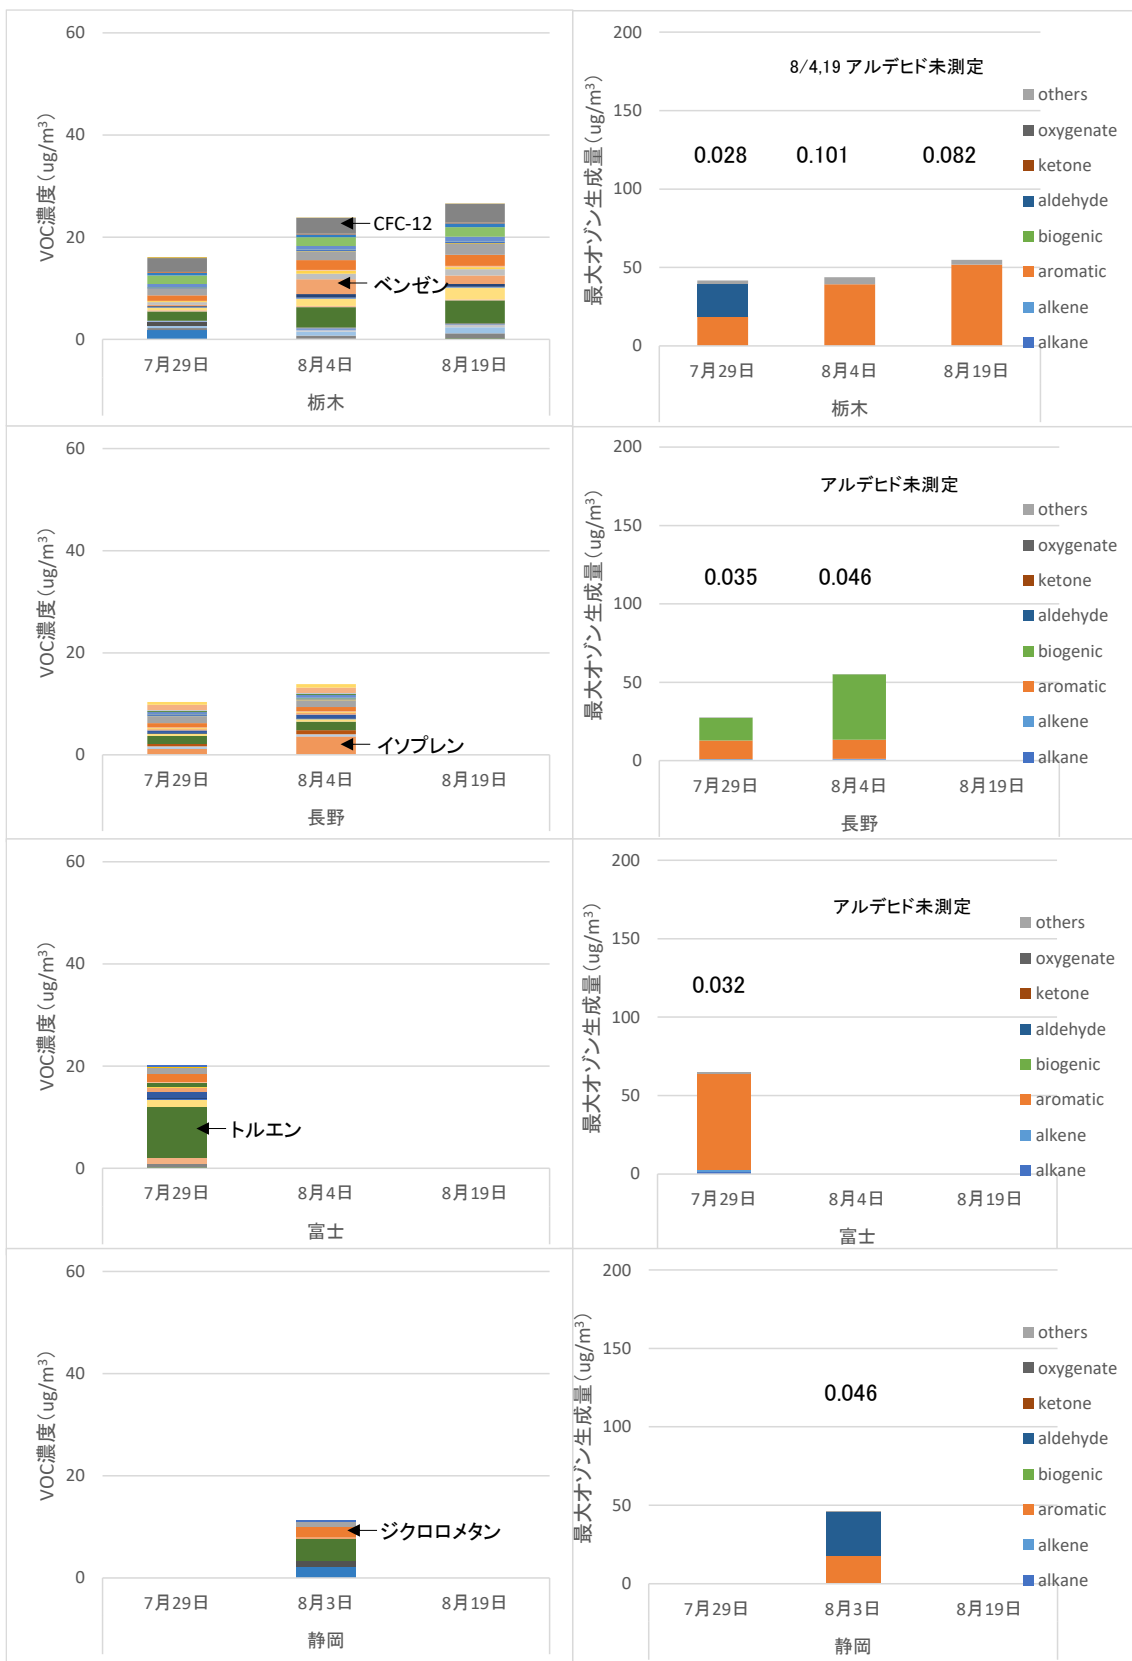 60
40
20
0
VOC濃度(ug/m³)
CFC-12
ベンゼン
7月29日
8月4日
8月19日
栃木
200
150
100
50
0
最大オゾン生成量(ug/m³)
8/4,19 アルデヒド未測定
0.028
0.101
0.082
7月29日
8月4日
8月19日
栃木
others
oxygenate
ketone
aldehyde
biogenic
aromatic
alkene
alkane
60
40
20
0
VOC濃度(ug/m³)
イソプレン
7月29日
8月4日
8月19日
長野
200
150
100
50
0
最大オゾン生成量(ug/m³)
アルデヒド未測定
0.035
0.046
7月29日
8月4日
8月19日
長野
others
oxygenate
ketone
aldehyde
biogenic
aromatic
alkene
alkane
60
40
20
0
VOC濃度(ug/m³)
トルエン
7月29日
8月4日
8月19日
富士
200
150
100
50
0
最大オゾン生成量(ug/m³)
アルデヒド未測定
0.032
7月29日
8月4日
8月19日
富士
others
oxygenate
ketone
aldehyde
biogenic
aromatic
alkene
alkane
60
40
20
0
VOC濃度(ug/m³)
ジクロロメタン
7月29日
8月3日
8月19日
静岡
200
150
100
50
0
最大オゾン生成量(ug/m³)
0.046
7月29日
8月3日
8月19日
静岡
others
oxygenate
ketone
aldehyde
biogenic
aromatic
alkene
alkane